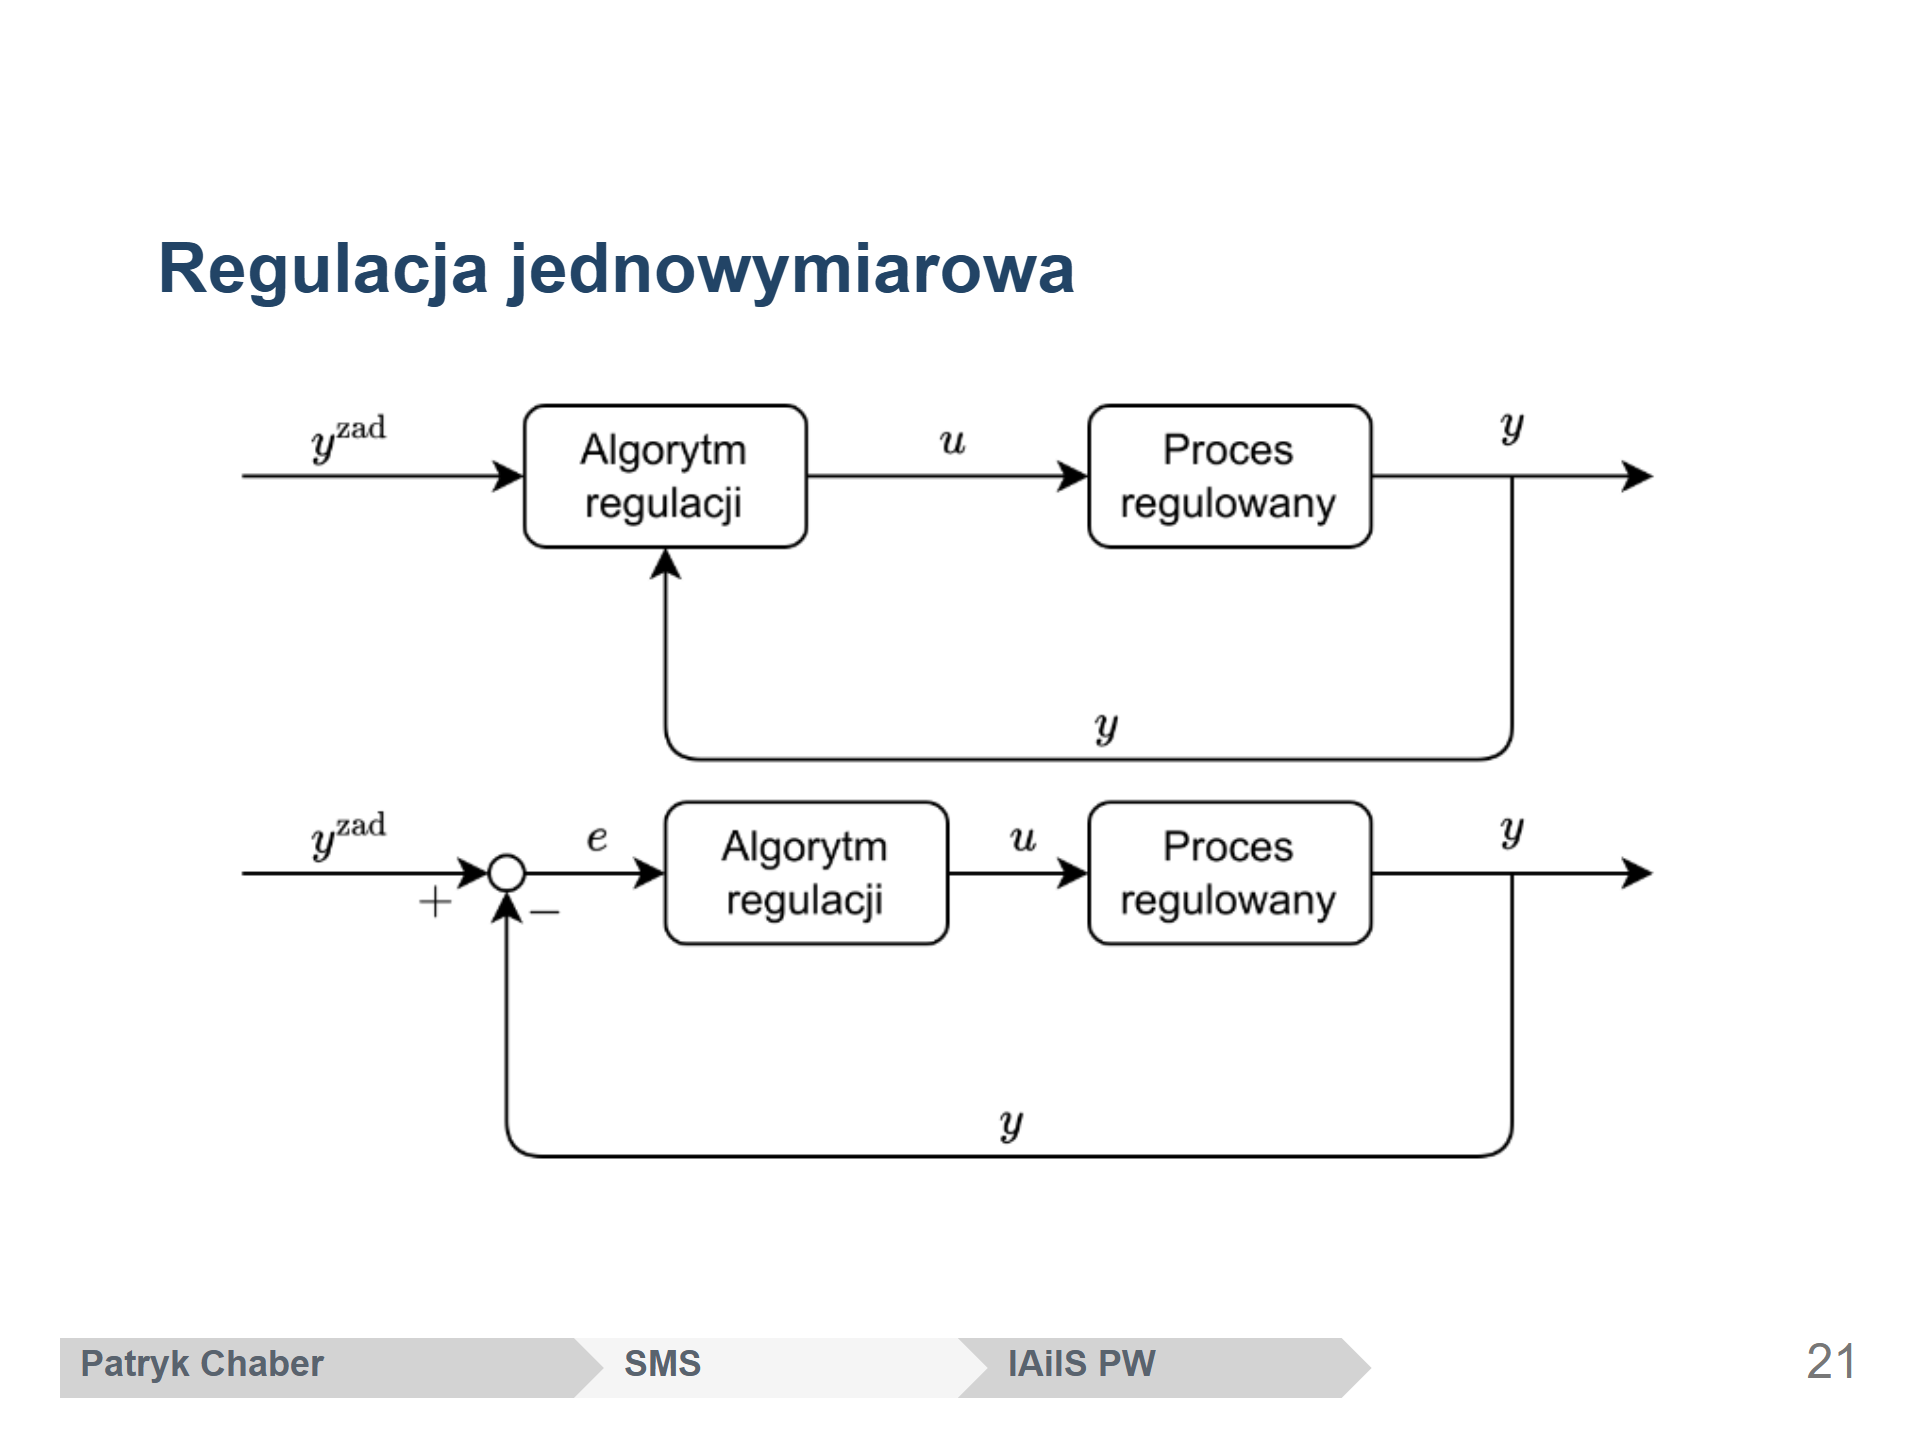 Regulacja jednowymiarowa
y^zad
Algorytm
regulacji
u
Proces
regulowany
y
y
y^zad
+
−
e
Algorytm
regulacji
u
Proces
regulowany
y
y
Patryk Chaber
SMS
IAiIS PW
21